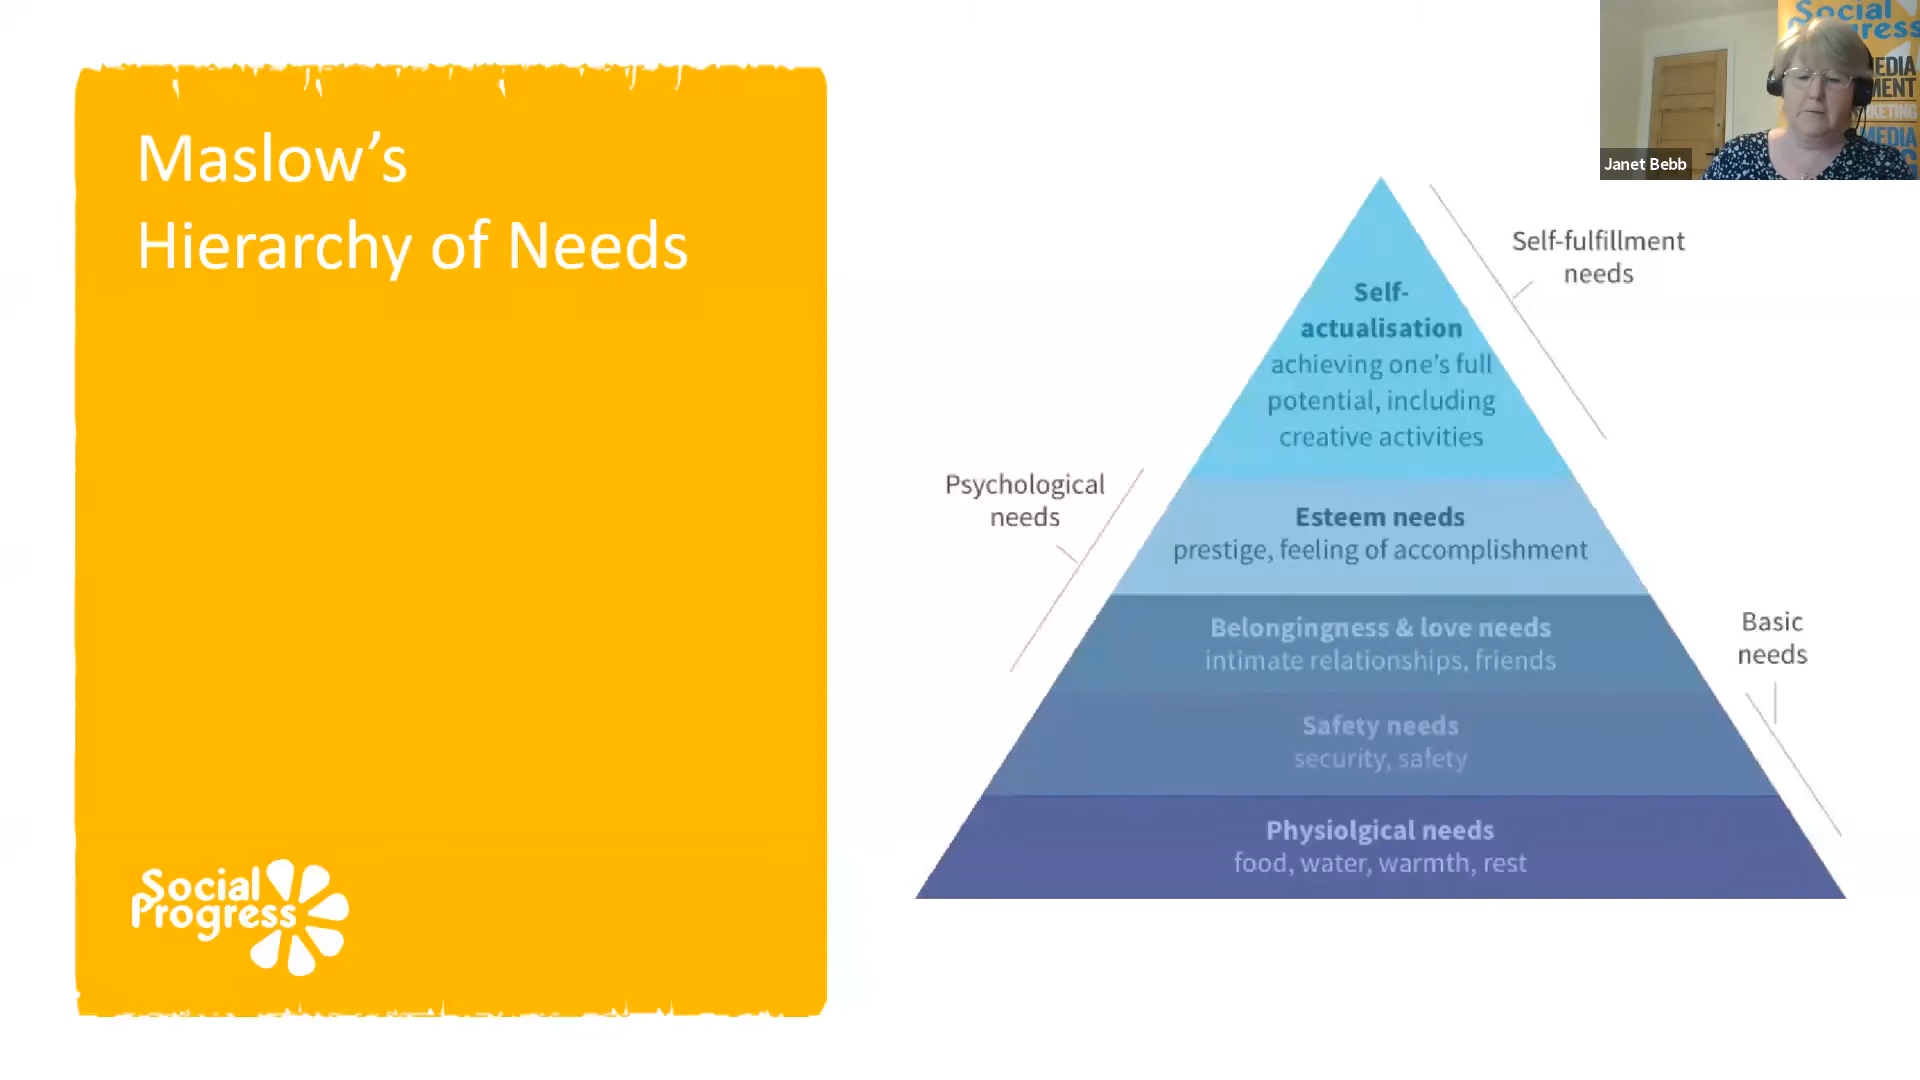 Maslow's
Hierarchy of Needs
Social
Progress
Self-fulfillment
needs
Self-
actualisation
achieving one's full
potential, including
creative activities
Psychological
needs
Esteem needs
prestige, feeling of accomplishment
Belongingness & love needs
intimate relationships, friends
Basic
needs
Safety needs
security, safety
Physiolgical needs
food, water, warmth, rest
Social
Janet Bebb